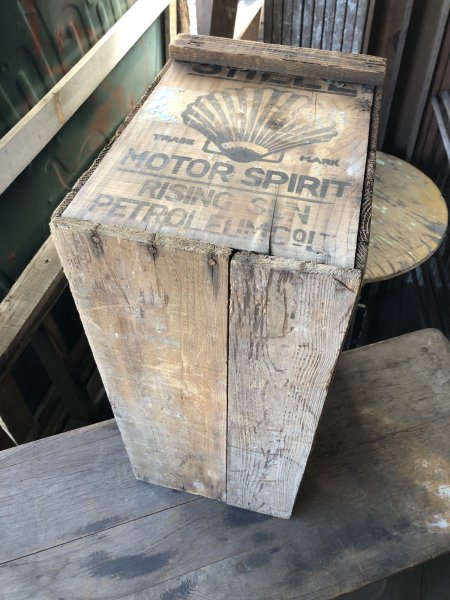 SHELL
TRADE MARK
MOTOR SPIRIT
RISING SUN
PETROLEUM CO LTD